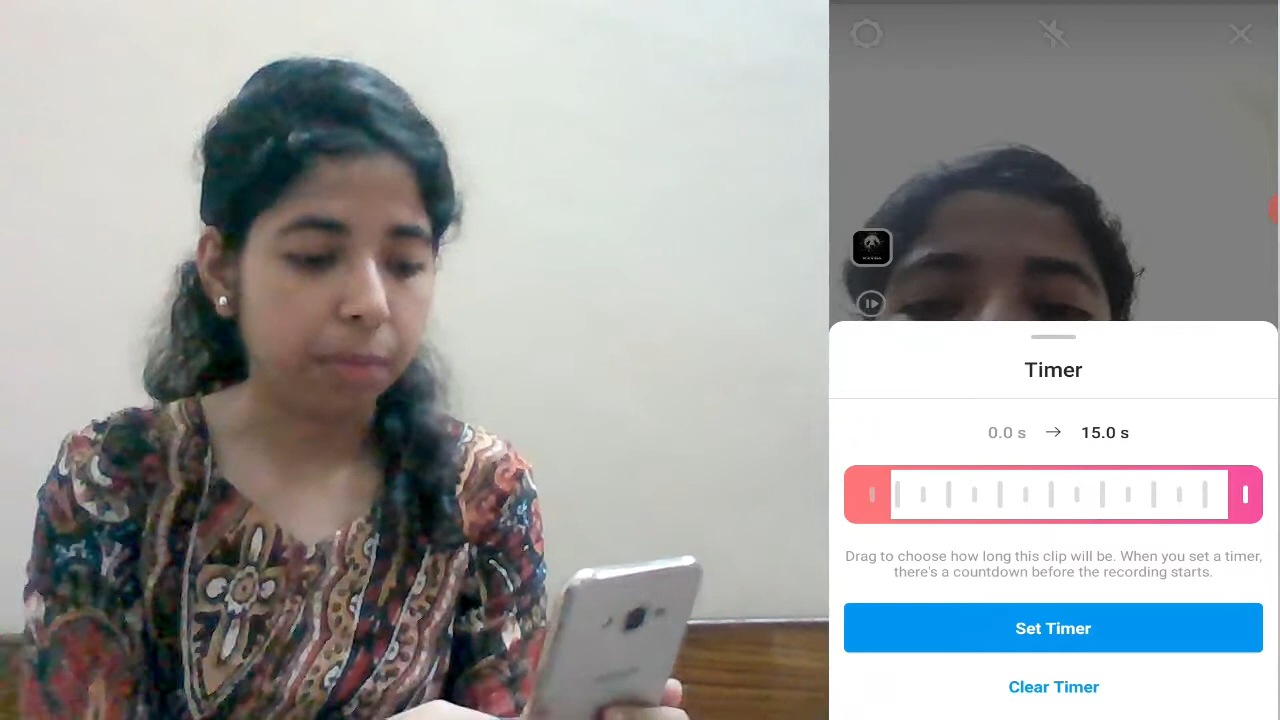 Timer
0.0 s → 15.0 s
Drag to choose how long this clip will be. When you set a timer,
there's a countdown before the recording starts.
Set Timer
Clear Timer